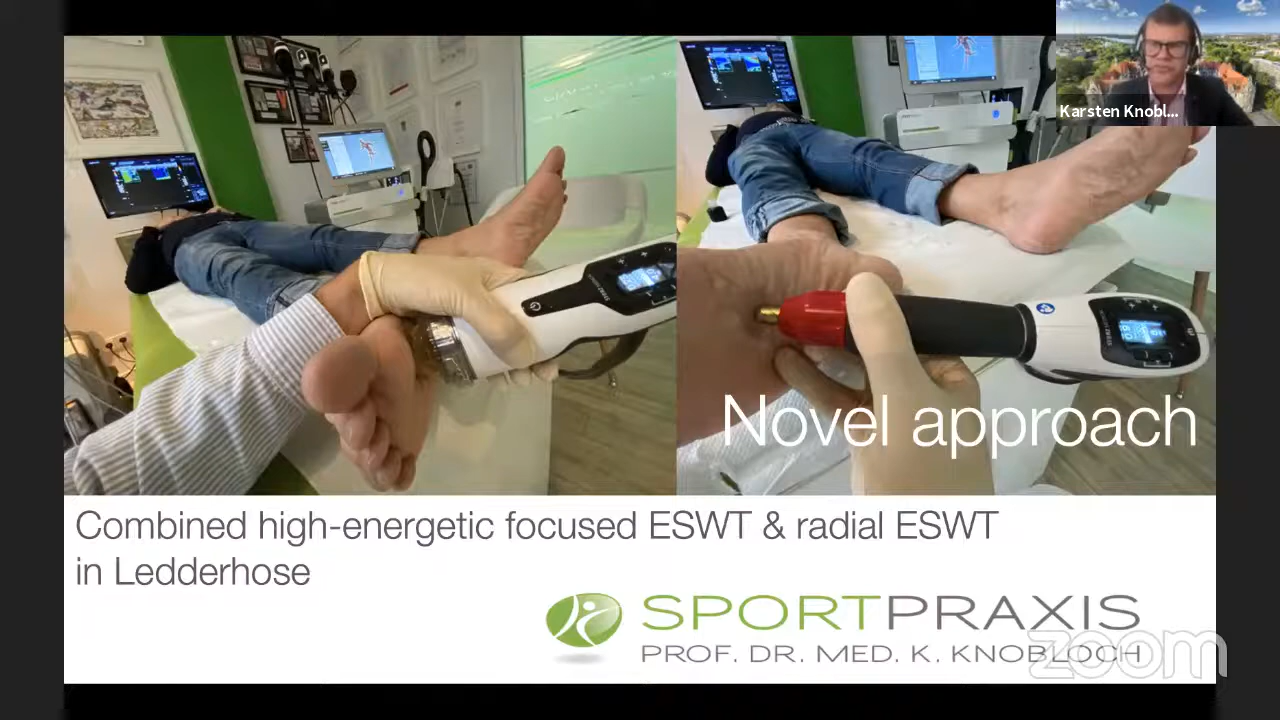 Karsten Knobl...
Novel approach
Combined high-energetic focused ESWT & radial ESWT
in Ledderhose
SPORTPRAXIS
PROF. DR. MED. K. KNOBLOCH
zoom